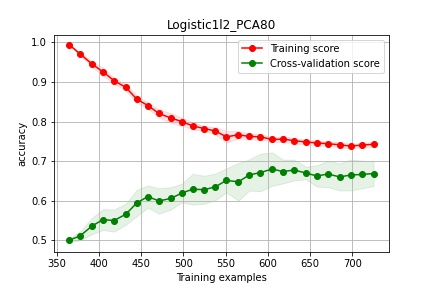 Logistic1l2_PCA80
Training score
Cross-validation score
accuracy
1.0
0.9
0.8
0.7
0.6
0.5
350 400 450 500 550 600 650 700
Training examples